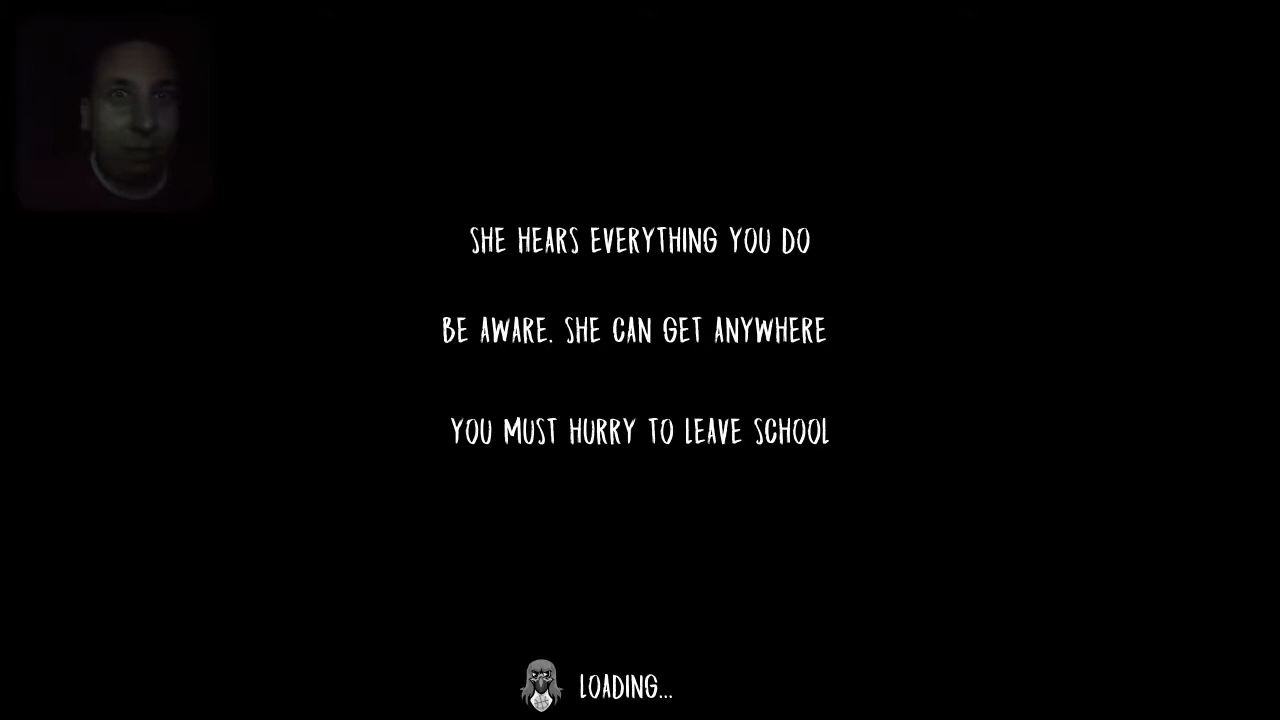 SHE HEARS EVERYTHING YOU DO
BE AWARE. SHE CAN GET ANYWHERE
YOU MUST HURRY TO LEAVE SCHOOL
LOADING...